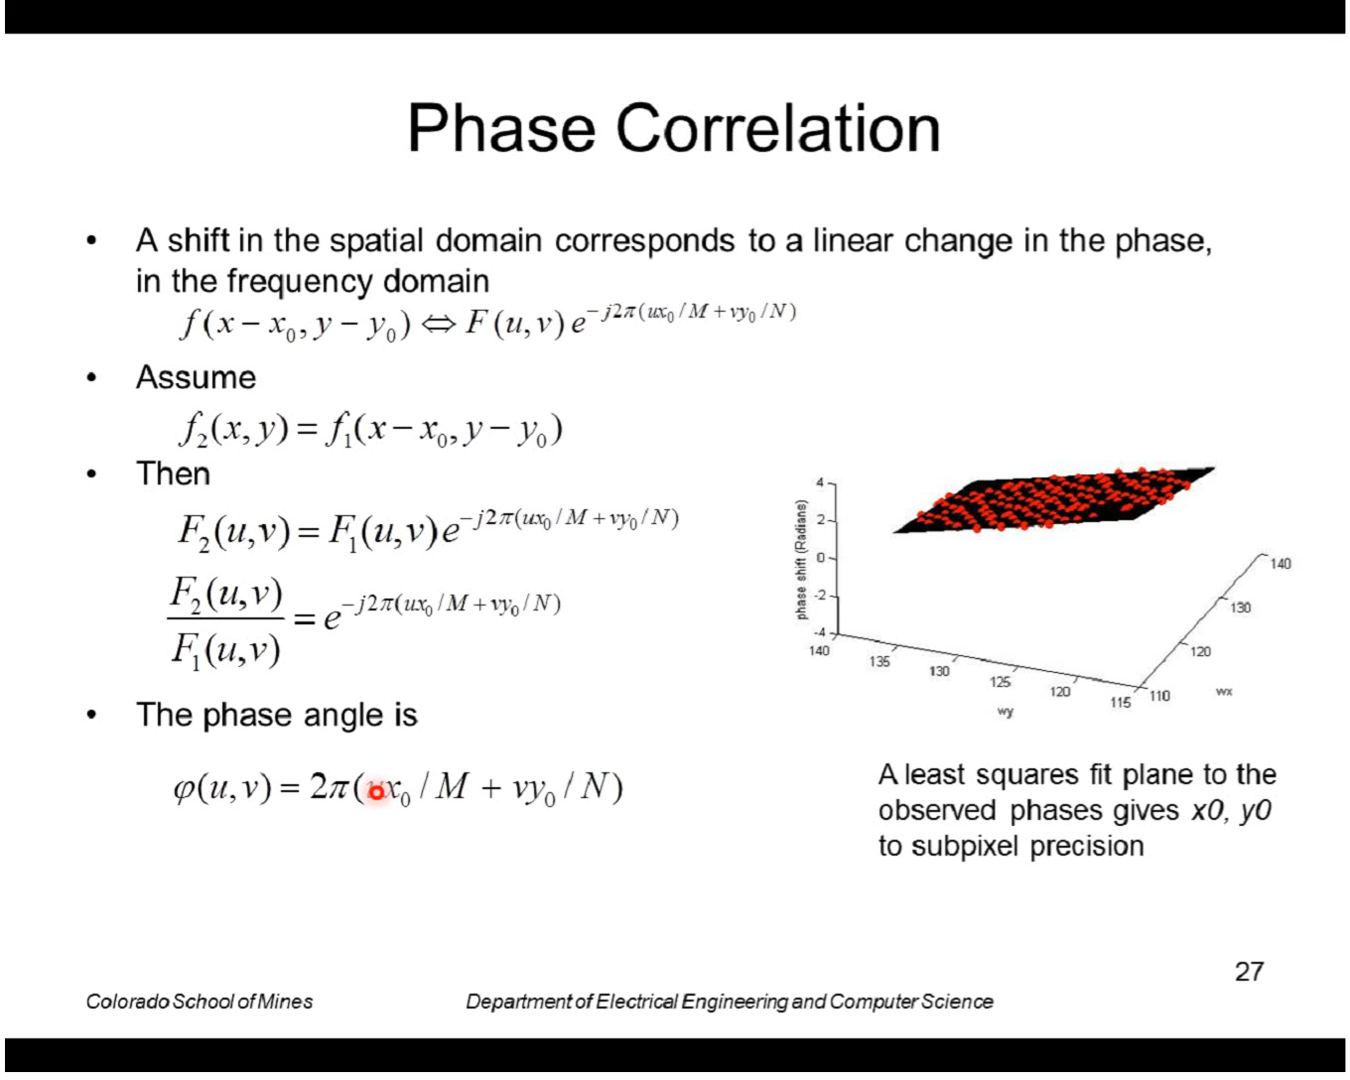 Phase Correlation
• A shift in the spatial domain corresponds to a linear change in the phase,
in the frequency domain
f(x − x₀, y − y₀) ⇔ F(u, v) e^{−j2π(ux₀/M + vy₀/N)}
• Assume
f₂(x, y) = f₁(x − x₀, y − y₀)
• Then
F₂(u,v) = F₁(u,v)e^{−j2π(ux₀/M + vy₀/N)}
F₂(u,v) / F₁(u,v) = e^{−j2π(ux₀/M + vy₀/N)}
• The phase angle is
φ(u, v) = 2π(ux₀ / M + vy₀ / N)
phase shift (Radians)
4
2
0
-2
-4
140
135
130
125
120
115
wy
110
120
130
140
wx
A least squares fit plane to the
observed phases gives x0, y0
to subpixel precision
27
Colorado School of Mines
Department of Electrical Engineering and Computer Science